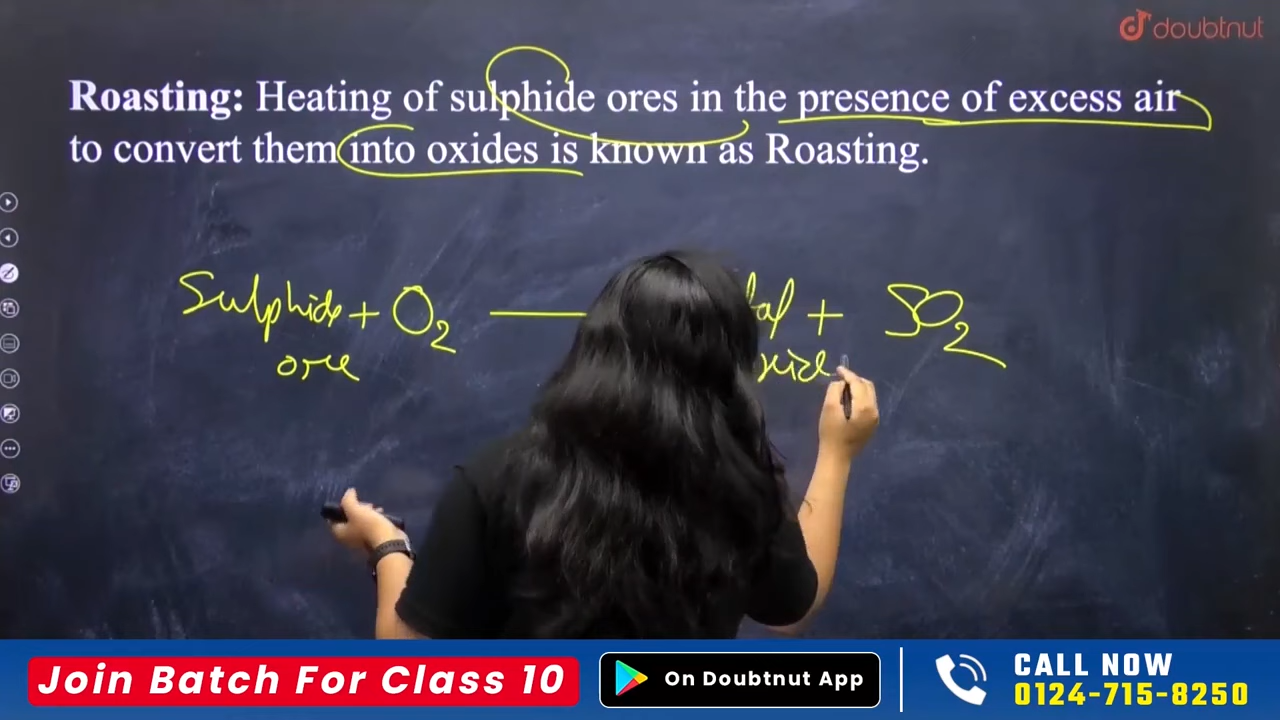 doubtnut
Roasting: Heating of sulphide ores in the presence of excess air
to convert them into oxides is known as Roasting.
Sulphide + O2 + SO2
ore
Join Batch For Class 10
On Doubtnut App
CALL NOW
0124-715-8250